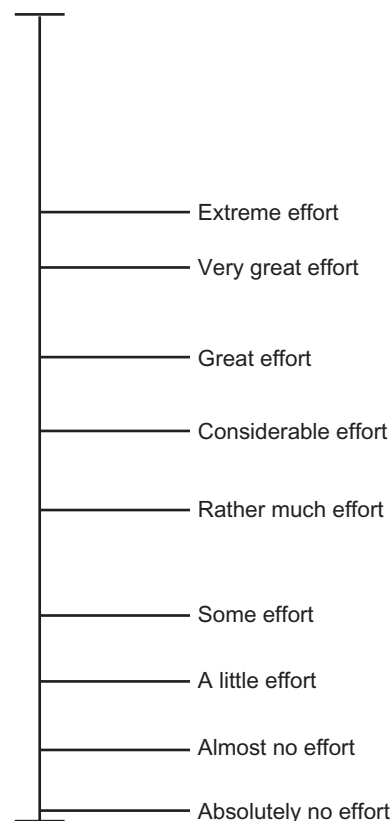 Extreme effort
Very great effort
Great effort
Considerable effort
Rather much effort
Some effort
A little effort
Almost no effort
Absolutely no effort